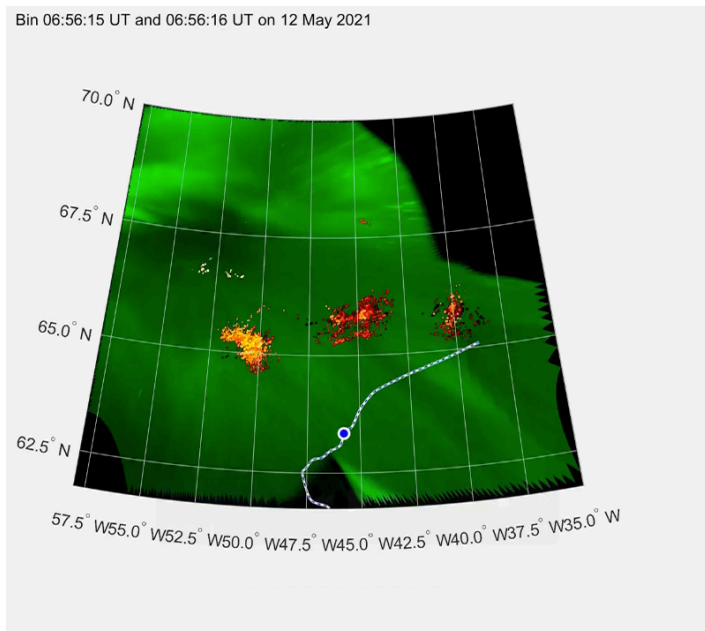 Bin 06:56:15 UT and 06:56:16 UT on 12 May 2021
70.0° N
67.5° N
65.0° N
62.5° N
57.5° W55.0° W52.5° W50.0° W47.5° W45.0° W42.5° W40.0° W37.5° W35.0° W